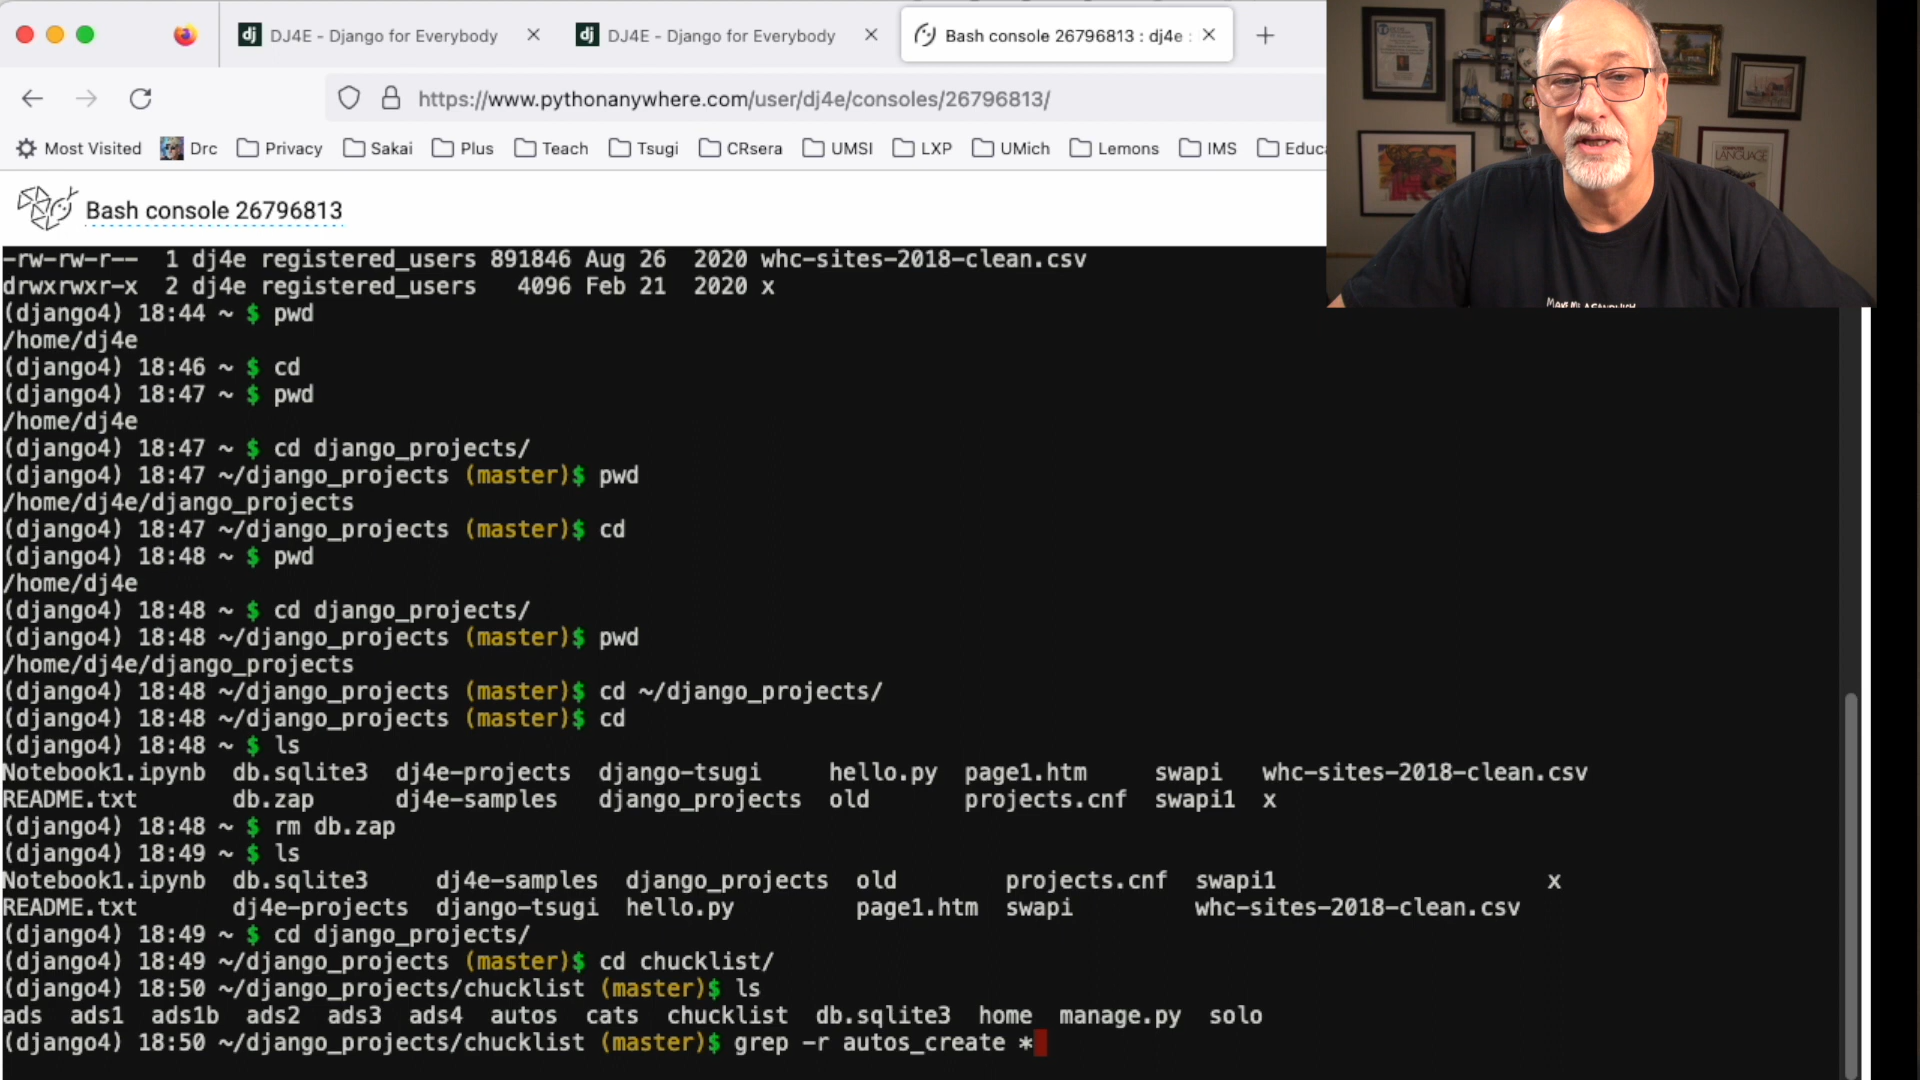 dj DJ4E - Django for Everybody
dj DJ4E - Django for Everybody
Bash console 26796813 : dj4e :
https://www.pythonanywhere.com/user/dj4e/consoles/26796813/
Most Visited Drc Privacy Sakai Plus Teach Tsugi CRsera UMSI LXP UMich Lemons IMS Educ
LANGUAGE
MAKE ME A SANDWICH
Bash console 26796813
-rw-rw-r-- 1 dj4e registered_users 891846 Aug 26 2020 whc-sites-2018-clean.csv
drwxrwxr-x 2 dj4e registered_users 4096 Feb 21 2020 x
(django4) 18:44 ~ $ pwd
/home/dj4e
(django4) 18:46 ~ $ cd
(django4) 18:47 ~ $ pwd
/home/dj4e
(django4) 18:47 ~ $ cd django_projects/
(django4) 18:47 ~/django_projects (master)$ pwd
/home/dj4e/django_projects
(django4) 18:47 ~/django_projects (master)$ cd
(django4) 18:48 ~ $ pwd
/home/dj4e
(django4) 18:48 ~ $ cd django_projects/
(django4) 18:48 ~/django_projects (master)$ pwd
/home/dj4e/django_projects
(django4) 18:48 ~/django_projects (master)$ cd ~/django_projects/
(django4) 18:48 ~/django_projects (master)$ cd
(django4) 18:48 ~ $ ls
Notebook1.ipynb db.sqlite3 dj4e-projects django-tsugi hello.py page1.htm swapi whc-sites-2018-clean.csv
README.txt db.zap dj4e-samples django_projects old projects.cnf swapi1 x
(django4) 18:48 ~ $ rm db.zap
(django4) 18:49 ~ $ ls
Notebook1.ipynb db.sqlite3 dj4e-samples django_projects old projects.cnf swapi1 x
README.txt dj4e-projects django-tsugi hello.py page1.htm swapi whc-sites-2018-clean.csv
(django4) 18:49 ~ $ cd django_projects/
(django4) 18:49 ~/django_projects (master)$ cd chucklist/
(django4) 18:50 ~/django_projects/chucklist (master)$ ls
ads ads1 ads1b ads2 ads3 ads4 autos cats chucklist db.sqlite3 home manage.py solo
(django4) 18:50 ~/django_projects/chucklist (master)$ grep -r autos_create *